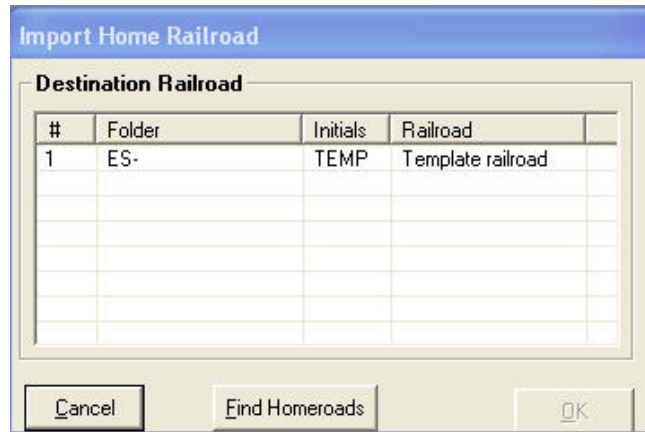 Import Home Railroad
Destination Railroad
# Folder Initials Railroad
1 ES- TEMP Template railroad
Cancel Find Homeroads OK